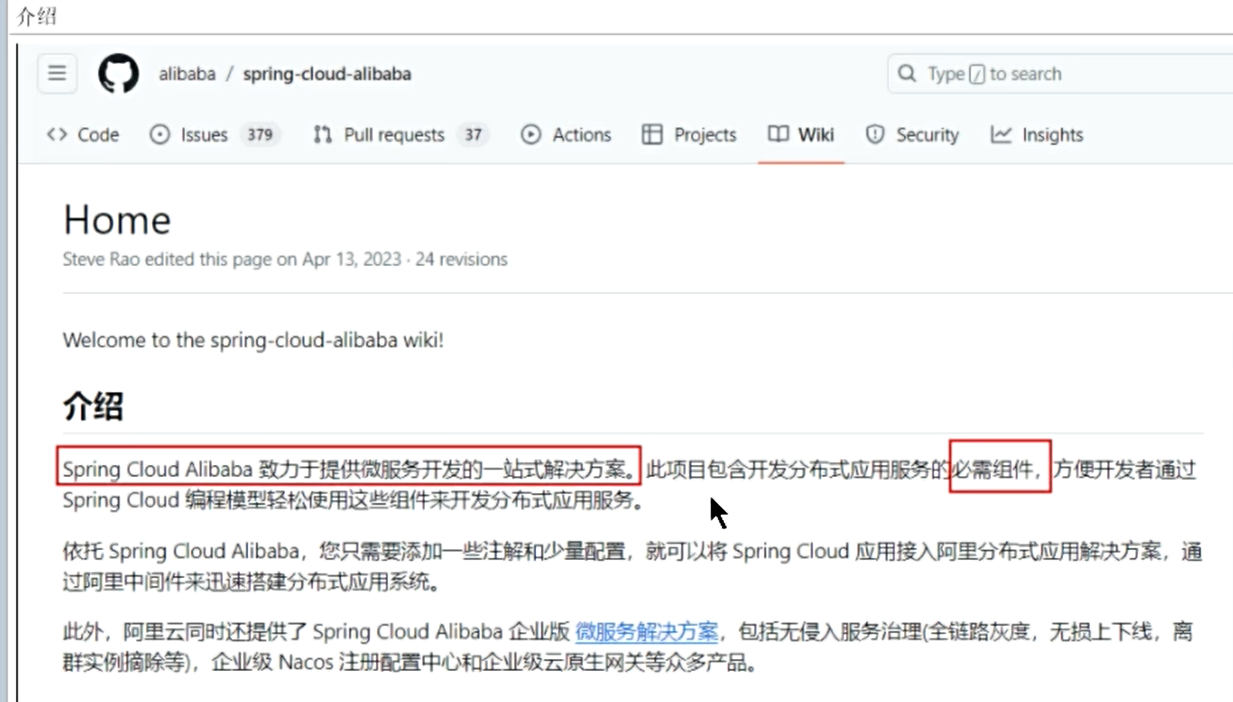 介绍
alibaba / spring-cloud-alibaba
Type / to search
Code Issues 379 Pull requests 37 Actions Projects Wiki Security Insights
Home
Steve Rao edited this page on Apr 13, 2023 · 24 revisions
Welcome to the spring-cloud-alibaba wiki!
介绍
Spring Cloud Alibaba 致力于提供微服务开发的一站式解决方案。此项目包含开发分布式应用服务的必需组件，方便开发者通过
Spring Cloud 编程模型轻松使用这些组件来开发分布式应用服务。
依托 Spring Cloud Alibaba，您只需要添加一些注解和少量配置，就可以将 Spring Cloud 应用接入阿里分布式应用解决方案，通
过阿里中间件来迅速搭建分布式应用系统。
此外，阿里云同时还提供了 Spring Cloud Alibaba 企业版 微服务解决方案，包括无侵入服务治理(全链路灰度，无损上下线，离
群实例摘除等)，企业级 Nacos 注册配置中心和企业级云原生网关等众多产品。